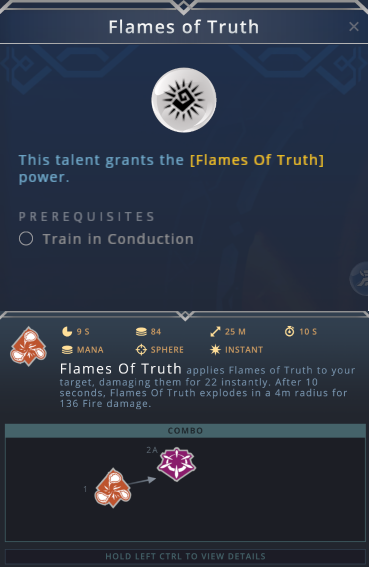 Flames of Truth
This talent grants the [Flames Of Truth]
power.
PREREQUISITES
Train in Conduction
9 S 84 25 M 10 S
MANA SPHERE INSTANT
Flames Of Truth applies Flames of Truth to your
target, damaging them for 22 instantly. After 10
seconds, Flames Of Truth explodes in a 4m radius for
136 Fire damage.
COMBO
2A
1
HOLD LEFT CTRL TO VIEW DETAILS